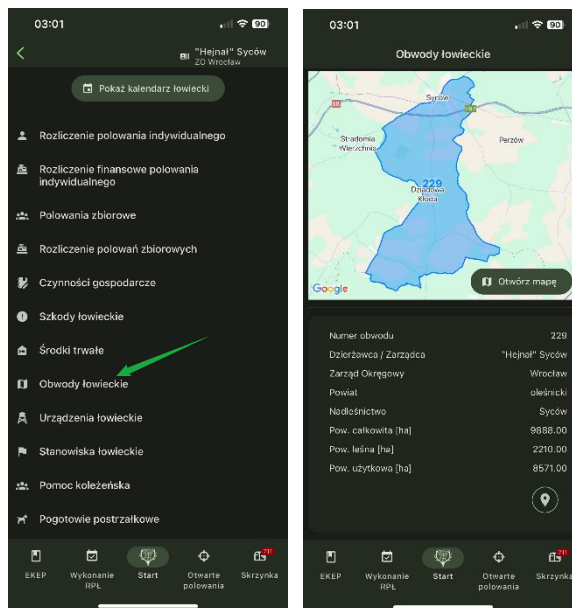 03:01
90
"Hejnał" Syców
ZO Wrocław
Pokaż kalendarz łowiecki
Rozliczenie polowania indywidualnego
Rozliczenie finansowe polowania
indywidualnego
Polowania zbiorowe
Rozliczenie polowań zbiorowych
Czynności gospodarcze
Szkody łowieckie
Środki trwałe
Obwody łowieckie
Urządzenia łowieckie
Stanowiska łowieckie
Pomoc koleżeńska
Pogotowie postrzałkowe
EKEP
Wykonanie
RPŁ
Start
Otwarte
polowania
Skrzynka
03:01
90
Obwody łowieckie
Syców
Stradomia
Wierzchnia
Perzów
229
Dziadowa
Kłoda
Google
Otwórz mapę
Numer obwodu 229
Dzierżawca / Zarządca "Hejnał" Syców
Zarząd Okręgowy Wrocław
Powiat oleśnicki
Nadleśnictwo Syców
Pow. całkowita [ha] 9888.00
Pow. leśna [ha] 2210.00
Pow. użytkowa [ha] 8571.00
EKEP
Wykonanie
RPŁ
Start
Otwarte
polowania
Skrzynka